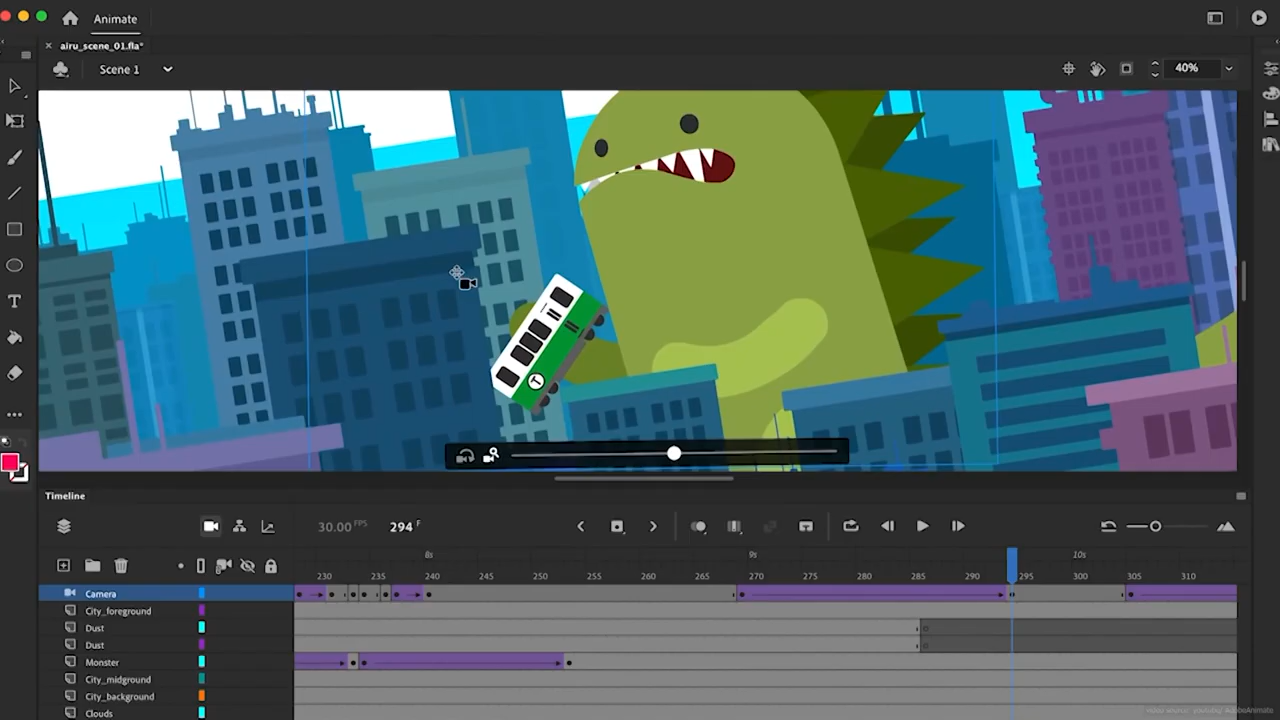 Animate
airu_scene_01.fla*
Scene 1
40%
T
Timeline
30.00 FPS
294 F
8s 9s 10s
230 235 240 245 250 255 260 265 270 275 280 285 290 295 300 305 310
Camera
City_foreground
Dust
Dust
Monster
City_midground
City_background
Clouds